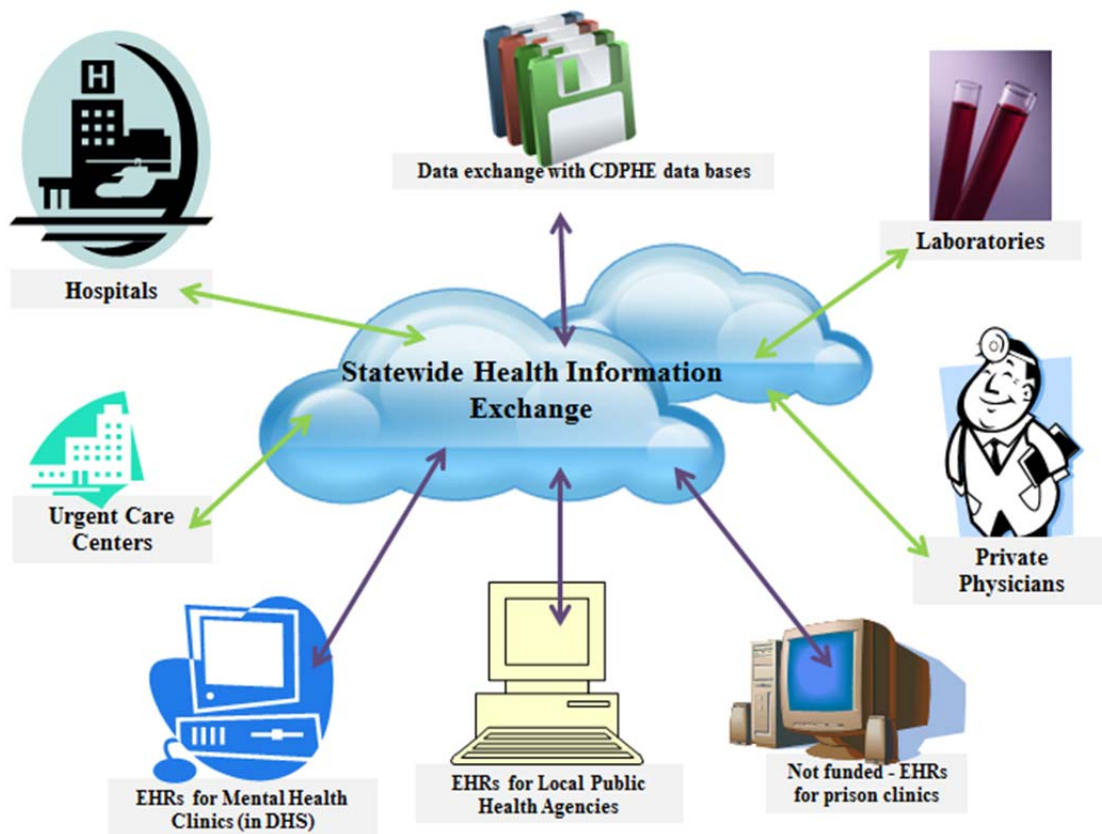 H
Data exchange with CDPHE data bases
Hospitals
Laboratories
Statewide Health Information
Exchange
Urgent Care
Centers
Private
Physicians
EHRs for Mental Health
Clinics (in DHS)
EHRs for Local Public
Health Agencies
Not funded - EHRs
for prison clinics